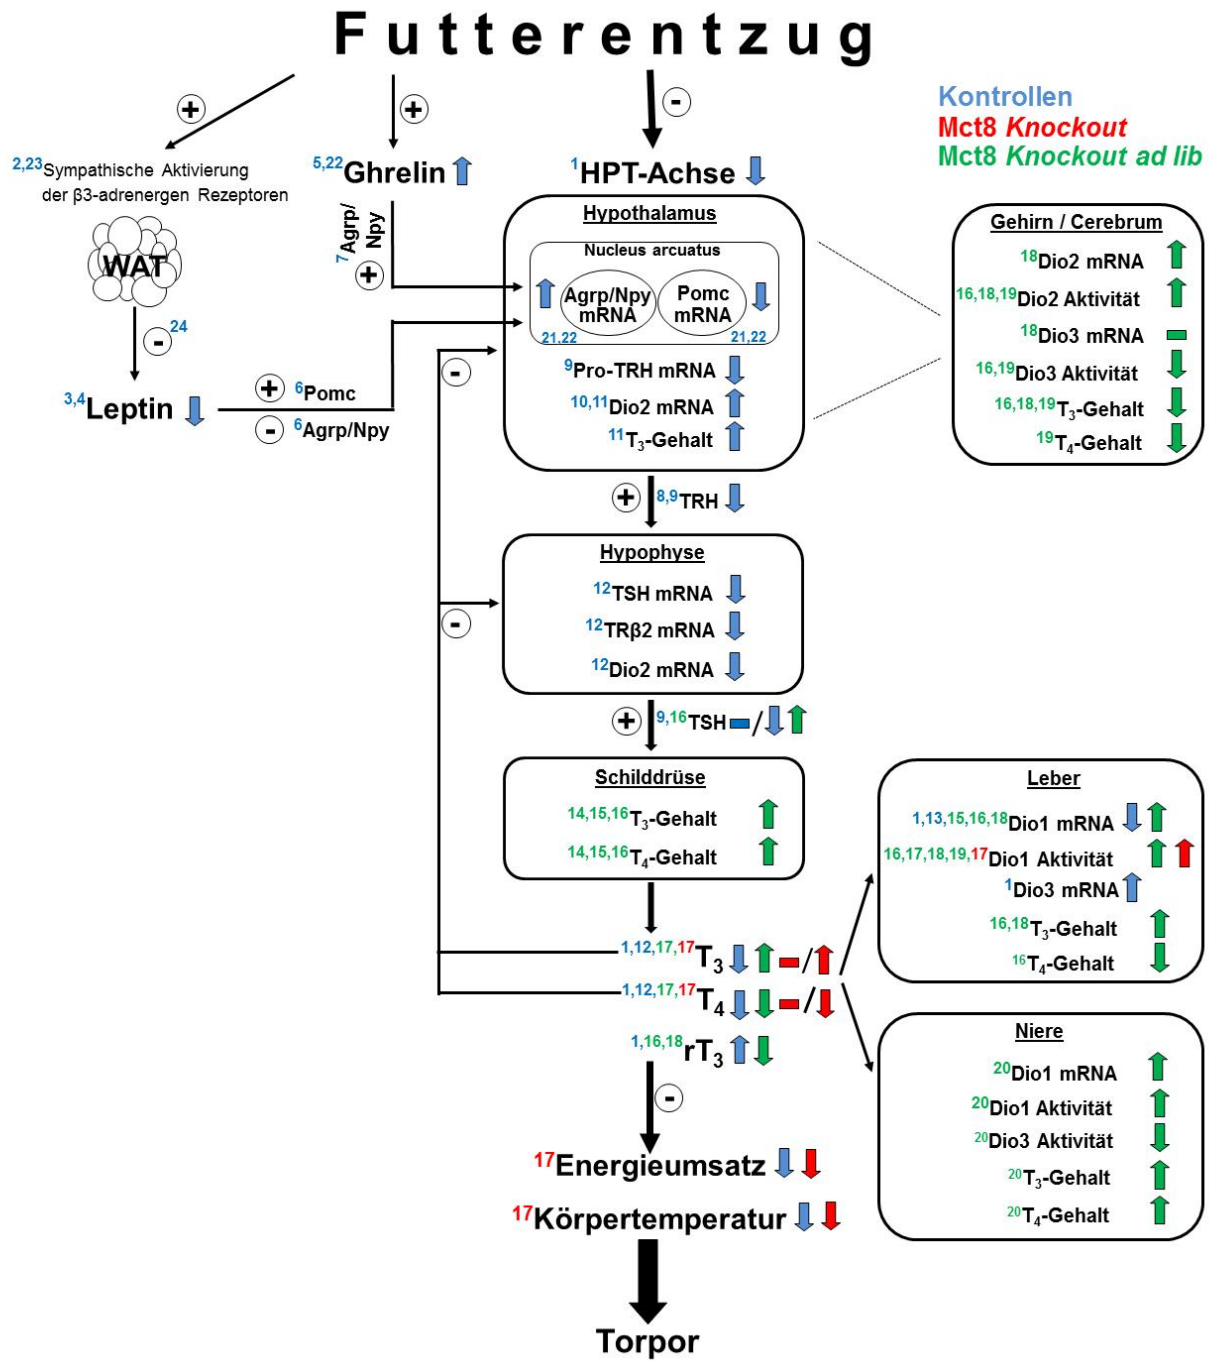 Futterentzug
+
+
-
Kontrollen
Mct8 Knockout
Mct8 Knockout ad lib
2,23Sympathische Aktivierung
der β3-adrenergen Rezeptoren
5,22Ghrelin
1HPT-Achse
WAT
7Agrp/
Npy
+
Hypothalamus
Nucleus arcuatus
Agrp/Npy
mRNA
Pomc
mRNA
21,22
21,22
9Pro-TRH mRNA
10,11Dio2 mRNA
11T3-Gehalt
Gehirn / Cerebrum
18Dio2 mRNA
16,18,19Dio2 Aktivität
18Dio3 mRNA
16,19Dio3 Aktivität
16,18,19T3-Gehalt
19T4-Gehalt
-
24
3,4Leptin
+
6Pomc
-
6Agrp/Npy
-
+
8,9TRH
Hypophyse
12TSH mRNA
12TRβ2 mRNA
12Dio2 mRNA
-
+
9,16TSH
/
Schilddrüse
14,15,16T3-Gehalt
14,15,16T4-Gehalt
Leber
1,13,15,16,18Dio1 mRNA
16,17,18,19,17Dio1 Aktivität
1Dio3 mRNA
16,18T3-Gehalt
16T4-Gehalt
1,12,17,17T3
/
1,12,17,17T4
/
1,16,18rT3
-
Niere
20Dio1 mRNA
20Dio1 Aktivität
20Dio3 Aktivität
20T3-Gehalt
20T4-Gehalt
17Energieumsatz
17Körpertemperatur
Torpor